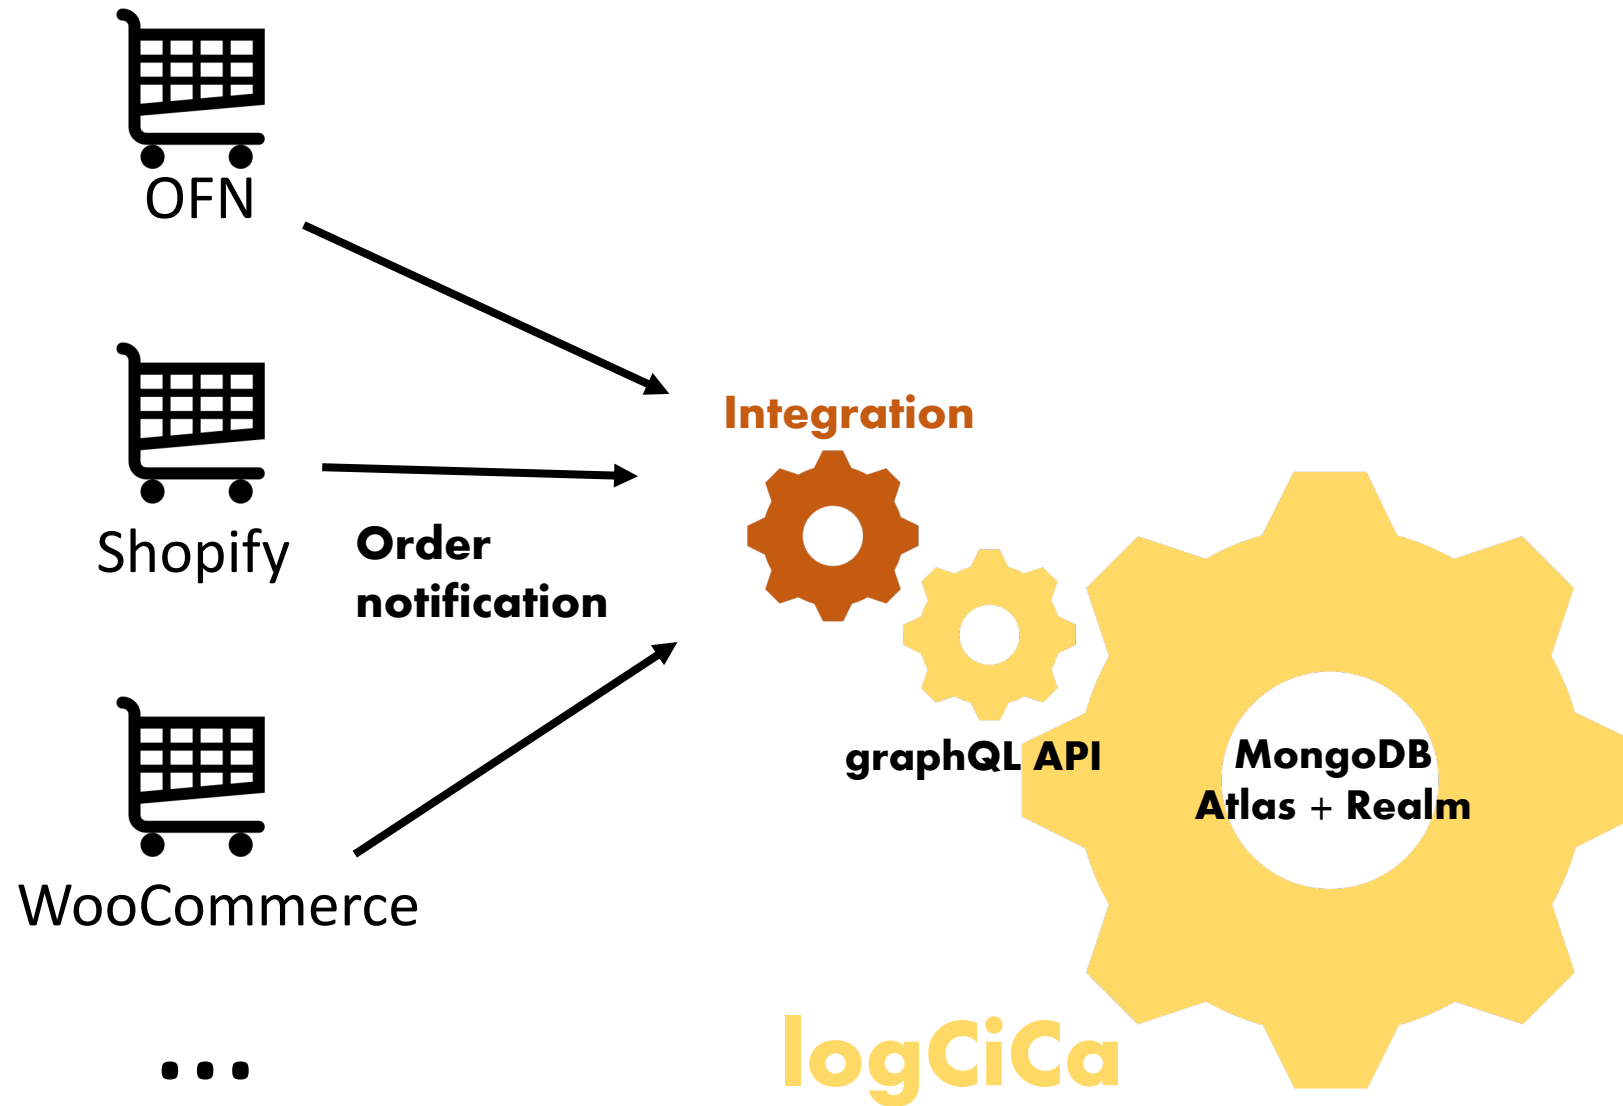 OFN
Integration
Shopify
Order
notification
graphQL API
MongoDB
Atlas + Realm
WooCommerce
logCiCa
...